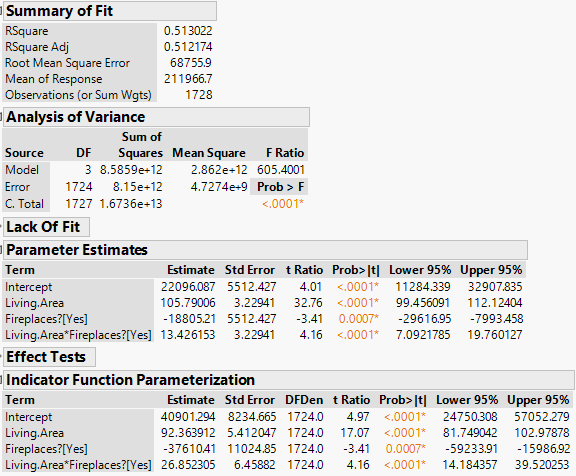 Summary of Fit
RSquare 0.513022
RSquare Adj 0.512174
Root Mean Square Error 68755.9
Mean of Response 211966.7
Observations (or Sum Wgts) 1728
Analysis of Variance
Sum of
Source DF Squares Mean Square F Ratio
Model 3 8.5859e+12 2.862e+12 605.4001
Error 1724 8.15e+12 4.7274e+9 Prob > F
C. Total 1727 1.6736e+13 <.0001*
Lack Of Fit
Parameter Estimates
Term Estimate Std Error t Ratio Prob>|t| Lower 95% Upper 95%
Intercept 22096.087 5512.427 4.01 <.0001* 11284.339 32907.835
Living.Area 105.79006 3.22941 32.76 <.0001* 99.456091 112.12404
Fireplaces?[Yes] -18805.21 5512.427 -3.41 0.0007* -29616.95 -7993.458
Living.Area*Fireplaces?[Yes] 13.426153 3.22941 4.16 <.0001* 7.0921785 19.760127
Effect Tests
Indicator Function Parameterization
Term Estimate Std Error DFDen t Ratio Prob>|t| Lower 95% Upper 95%
Intercept 40901.294 8234.665 1724.0 4.97 <.0001* 24750.308 57052.279
Living.Area 92.363912 5.412047 1724.0 17.07 <.0001* 81.749042 102.97878
Fireplaces?[Yes] -37610.41 11024.85 1724.0 -3.41 0.0007* -59233.91 -15986.92
Living.Area*Fireplaces?[Yes] 26.852305 6.45882 1724.0 4.16 <.0001* 14.184357 39.520253